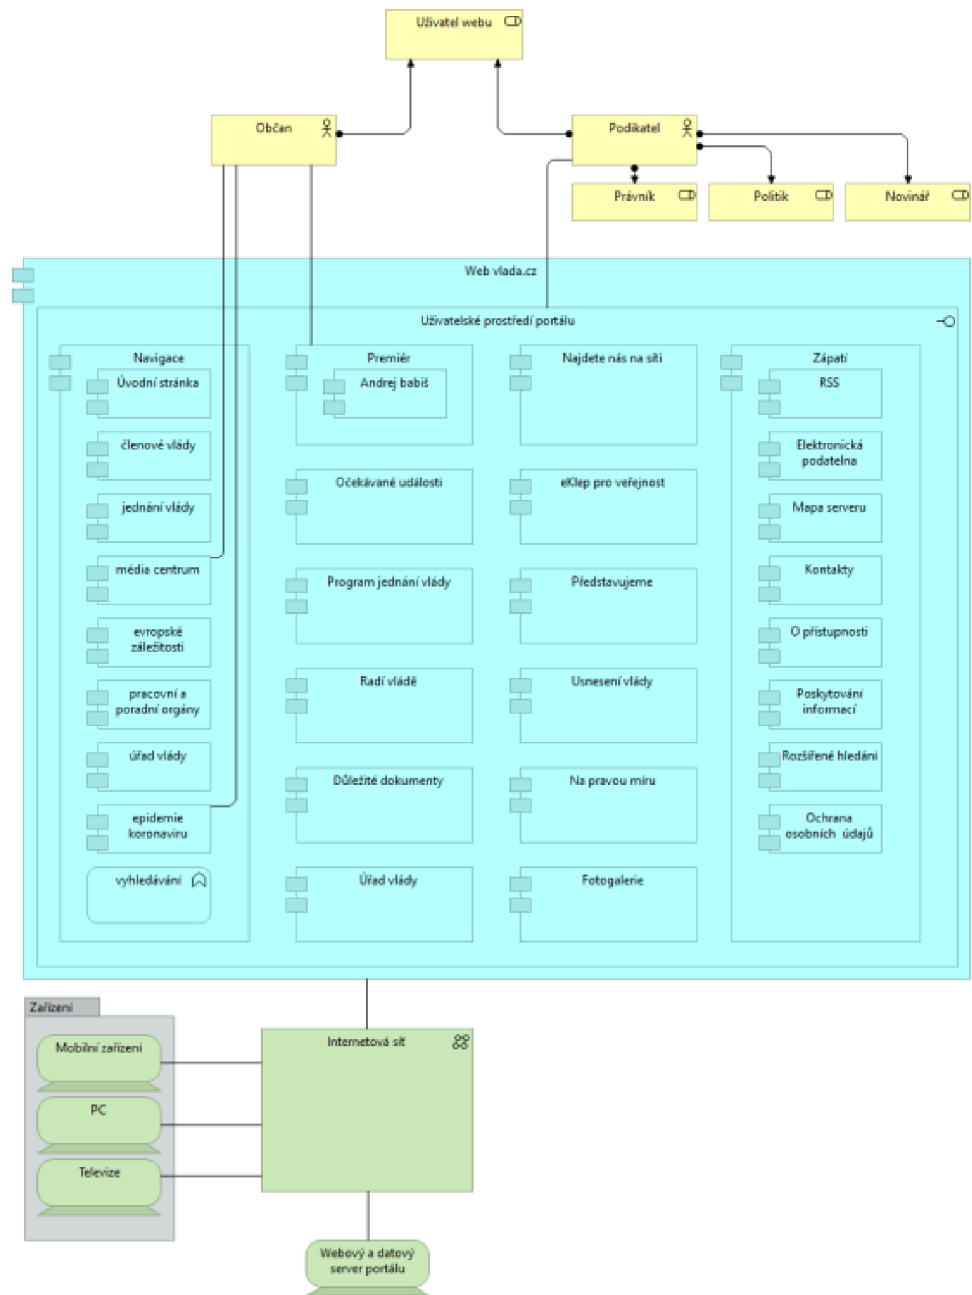 Uživatel webu
Občan
Podikatel
Právník
Politik
Novinář
Web vlada.cz
Uživatelské prostředí portálu
Navigace
Úvodní stránka
členové vlády
jednání vlády
média centrum
evropské
záležitosti
pracovní a
poradní orgány
úřad vlády
epidemie
koronaviru
vyhledávání
Premiér
Andrej babiš
Očekávané události
Program jednání vlády
Radí vládě
Důležité dokumenty
Úřad vlády
Najdete nás na síti
eKlep pro veřejnost
Představujeme
Usnesení vlády
Na pravou míru
Fotogalerie
Zápatí
RSS
Elektronická
podatelna
Mapa serveru
Kontakty
O přístupnosti
Poskytování
informací
Rozšířené hledání
Ochrana
osobních údajů
Zařízení
Mobilní zařízení
PC
Televize
Internetová síť
Webový a datový
server portálu